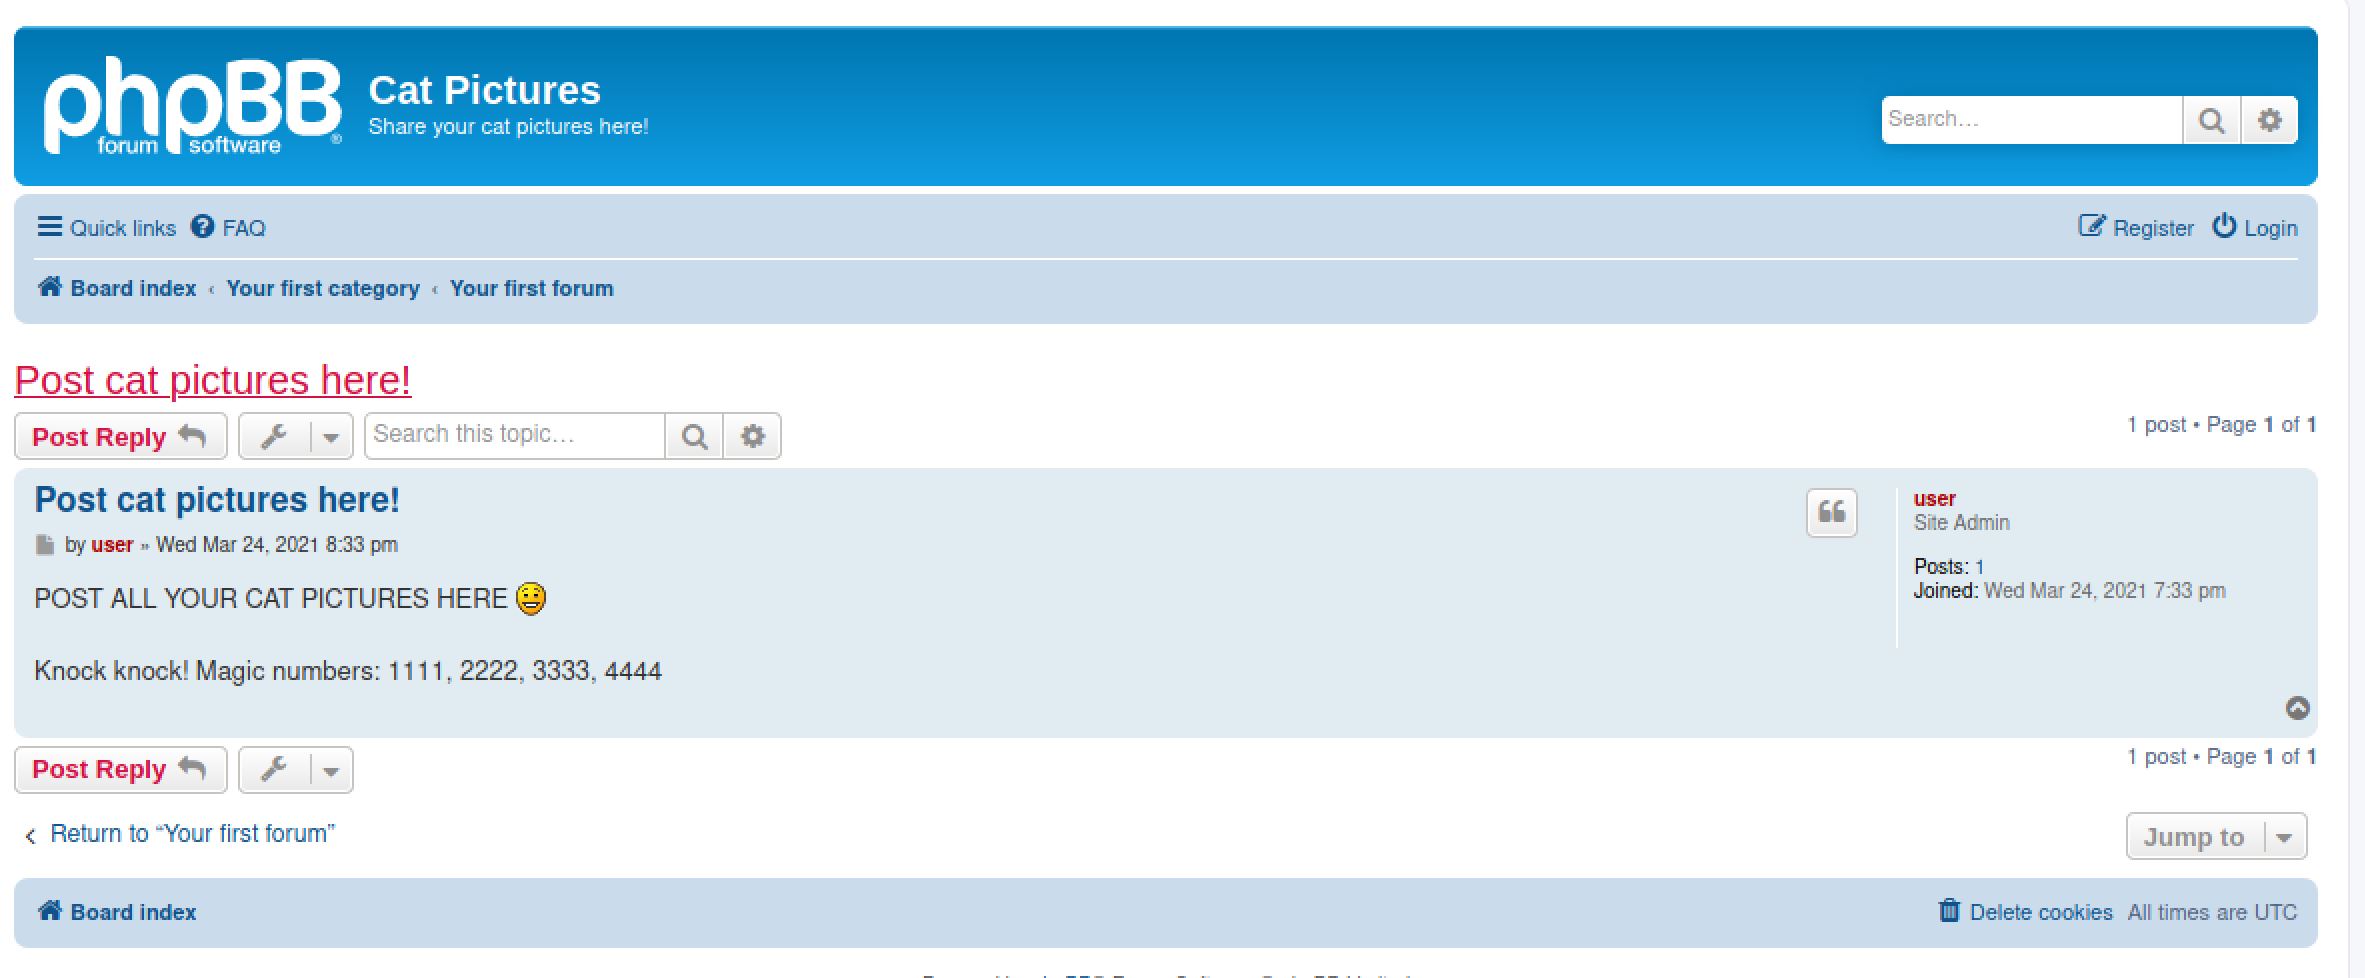 phpBB
forum software ®
Cat Pictures
Share your cat pictures here!
Search…
Quick links FAQ
Register Login
Board index ‹ Your first category ‹ Your first forum
Post cat pictures here!
Post Reply
Search this topic…
1 post • Page 1 of 1
Post cat pictures here!
by user » Wed Mar 24, 2021 8:33 pm
POST ALL YOUR CAT PICTURES HERE
Knock knock! Magic numbers: 1111, 2222, 3333, 4444
user
Site Admin
Posts: 1
Joined: Wed Mar 24, 2021 7:33 pm
Post Reply
1 post • Page 1 of 1
Return to “Your first forum”
Jump to
Board index
Delete cookies All times are UTC